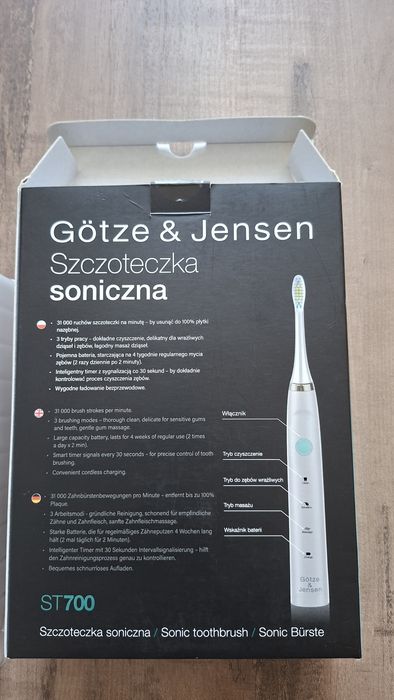 Götze & Jensen
Szczoteczka
soniczna
• 31 000 ruchów szczoteczki na minutę – by usunąć do 100% płytki
nazębnej.
• 3 tryby pracy – dokładne czyszczenie, delikatny dla wrażliwych
dziąseł i zębów, łagodny masaż dziąseł.
• Pojemna bateria, starczająca na 4 tygodnie regularnego mycia
zębów (2 razy dziennie po 2 minuty).
• Inteligentny timer z sygnalizacją co 30 sekund – by dokładnie
kontrolować proces czyszczenia zębów.
• Wygodne ładowanie bezprzewodowe.
• 31 000 brush strokes per minute.
• 3 brushing modes – thorough clean, delicate for sensitive gums
and teeth, gentle gum massage.
• Large capacity battery, lasts for 4 weeks of regular use (2 times
a day x 2 min).
• Smart timer signals every 30 seconds – for precise control of tooth
brushing.
• Convenient cordless charging.
• 31 000 Zahnbürstenbewegungen pro Minute – entfernt bis zu 100%
Plaque.
• 3 Arbeitsmodi - gründliche Reinigung, schonend für empfindliche
Zähne und Zahnfleisch, sanfte Zahnfleischmassage.
• Starke Batterie, die für regelmäßiges Zähneputzen 4 Wochen lang
hält (2 mal täglich für 2 Minuten).
• Intelligenter Timer mit 30 Sekunden Intervallsignalisierung - hilft
den Zahnreinigungsprozess genau zu kontrollieren.
• Bequemes schnurrloses Aufladen.
Włącznik
Tryb czyszczenie
Tryb do zębów wrażliwych
Tryb masażu
Wskaźnik baterii
Götze
&
Jensen
ST700
Szczoteczka soniczna / Sonic toothbrush / Sonic Bürste